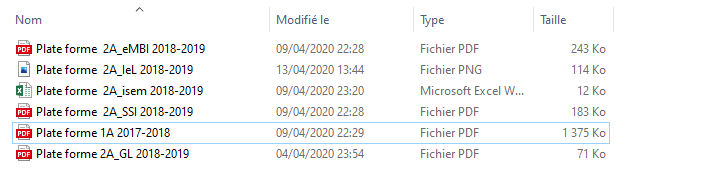 Nom Modifié le Type Taille
Plate forme  2A_eMBI 2018-2019 09/04/2020 22:28 Fichier PDF 243 Ko
Plate forme  2A_IeL 2018-2019 13/04/2020 13:44 Fichier PNG 114 Ko
Plate forme  2A_isem 2018-2019 09/04/2020 23:20 Microsoft Excel W... 12 Ko
Plate forme  2A_SSI 2018-2019 09/04/2020 22:28 Fichier PDF 183 Ko
Plate forme 1A 2017-2018 09/04/2020 22:29 Fichier PDF 1 375 Ko
Plate forme 2A_GL 2018-2019 04/04/2020 23:54 Fichier PDF 71 Ko